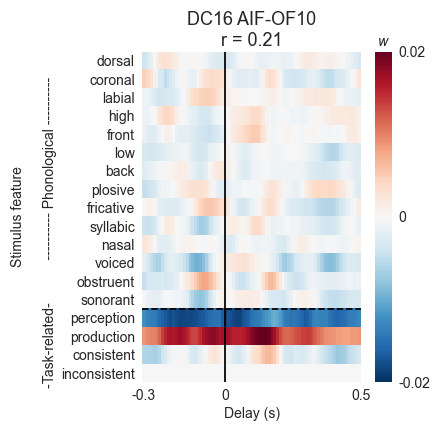 DC16 AIF-OF10
r = 0.21
w
Stimulus feature
---------- Phonological ----------
-Task-related-
dorsal
coronal
labial
high
front
low
back
plosive
fricative
syllabic
nasal
voiced
obstruent
sonorant
perception
production
consistent
inconsistent
0.02
0
-0.02
-0.3
0
0.5
Delay (s)